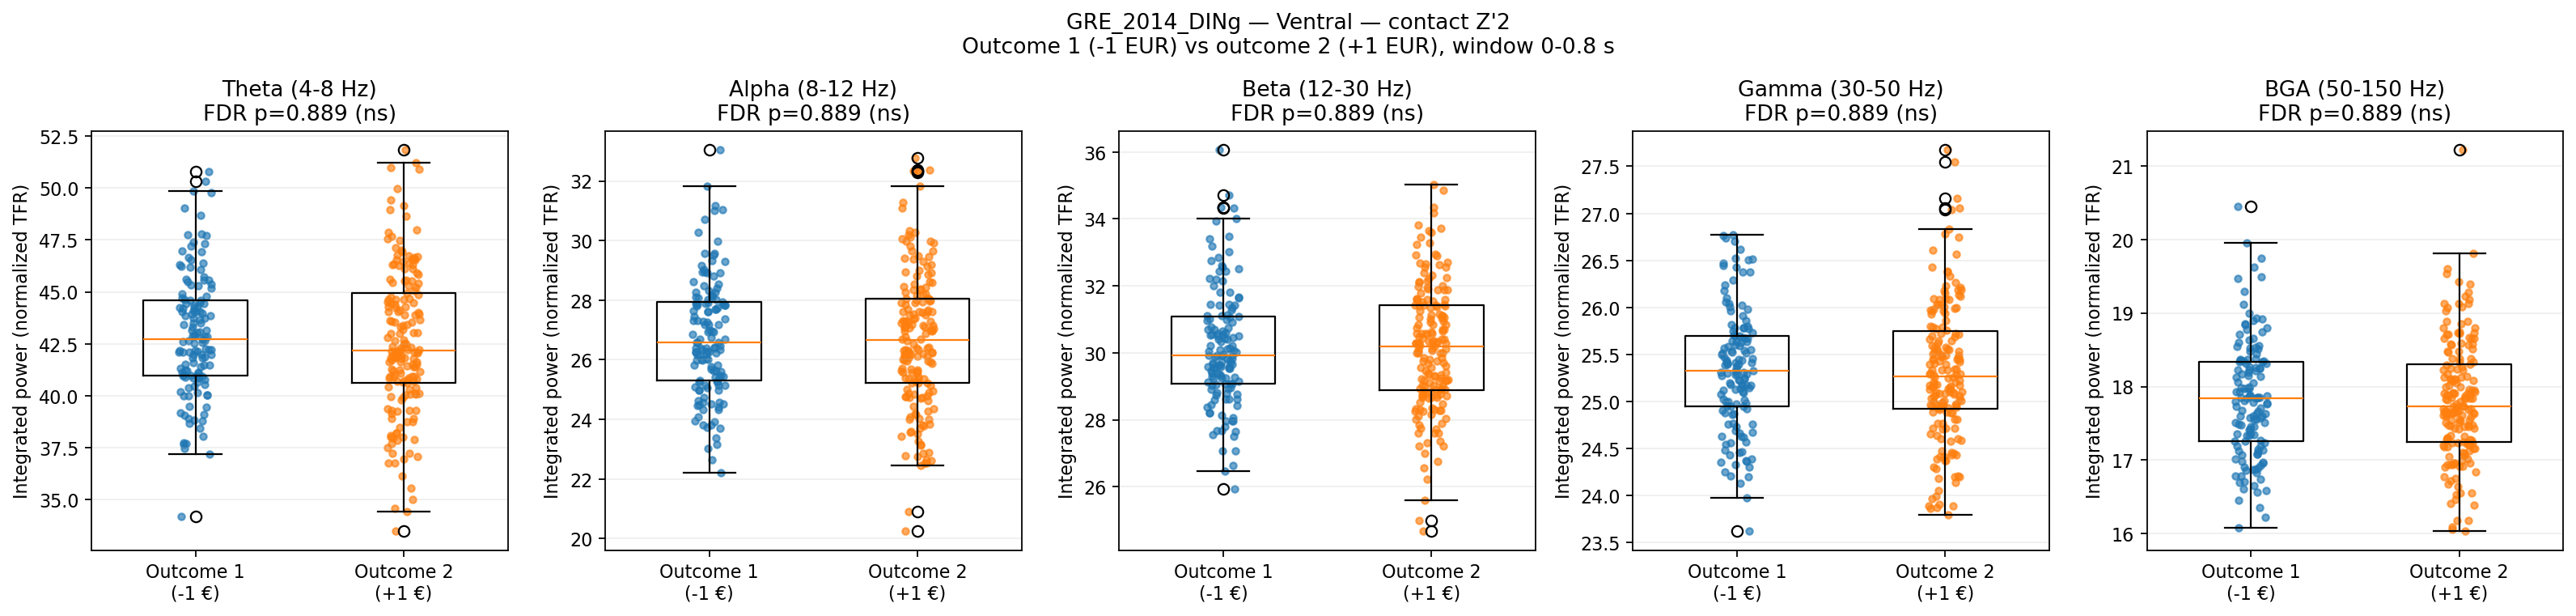 GRE_2014_DINg — Ventral — contact Z'2
Outcome 1 (-1 EUR) vs outcome 2 (+1 EUR), window 0-0.8 s
Theta (4-8 Hz)
FDR p=0.889 (ns)
Integrated power (normalized TFR)
52.5
50.0
47.5
45.0
42.5
40.0
37.5
35.0
Outcome 1
(-1 €)
Outcome 2
(+1 €)
Alpha (8-12 Hz)
FDR p=0.889 (ns)
Integrated power (normalized TFR)
32
30
28
26
24
22
20
Outcome 1
(-1 €)
Outcome 2
(+1 €)
Beta (12-30 Hz)
FDR p=0.889 (ns)
Integrated power (normalized TFR)
36
34
32
30
28
26
Outcome 1
(-1 €)
Outcome 2
(+1 €)
Gamma (30-50 Hz)
FDR p=0.889 (ns)
Integrated power (normalized TFR)
27.5
27.0
26.5
26.0
25.5
25.0
24.5
24.0
23.5
Outcome 1
(-1 €)
Outcome 2
(+1 €)
BGA (50-150 Hz)
FDR p=0.889 (ns)
Integrated power (normalized TFR)
21
20
19
18
17
16
Outcome 1
(-1 €)
Outcome 2
(+1 €)